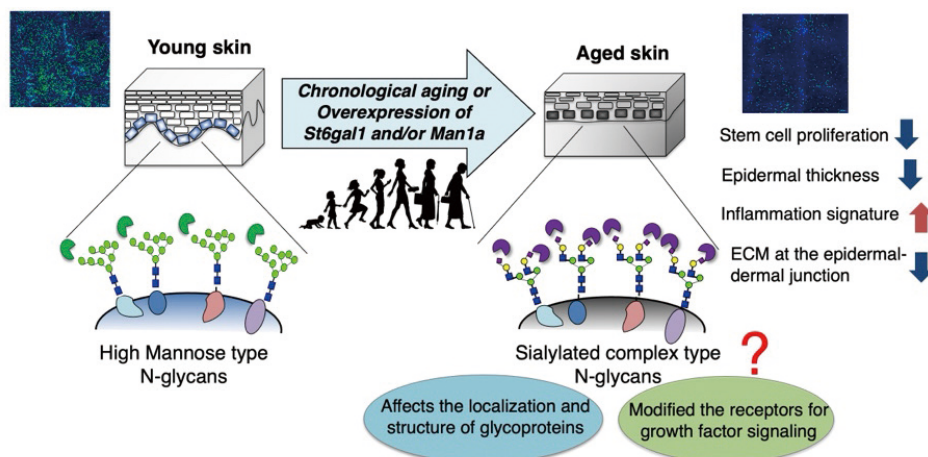 Young skin
Chronological aging or
Overexpression of
St6gal1 and/or Man1a
Aged skin
Stem cell proliferation
Epidermal thickness
Inflammation signature
ECM at the epidermal-
dermal junction
High Mannose type
N-glycans
Sialylated complex type
N-glycans
?
Affects the localization and
structure of glycoproteins
Modified the receptors for
growth factor signaling